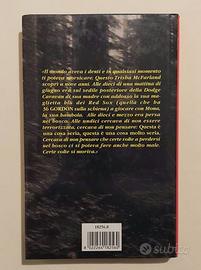 «Il mondo aveva i denti e in qualsiasi momento
ti poteva morsicare. Questo Trisha McFarland
scoprì a nove anni. Alle dieci di una mattina di
giugno era sul sedile posteriore della Dodge
Caravan di sua madre con addosso la sua ma-
glietta blu dei Red Sox (quella che ha
36 GORDON sulla schiena) a giocare con Mona,
la sua bambola. Alle dieci e mezzo era persa
nel bosco. Alle undici cercava di non essere
terrorizzata, cercava di non pensare: Questa è
una cosa seria, questa è una cosa molto seria.
Cercava di non pensare che certe volte a perdersi
nel bosco ci si poteva fare anche molto male.
Certe volte si moriva.»
18256.8
subito